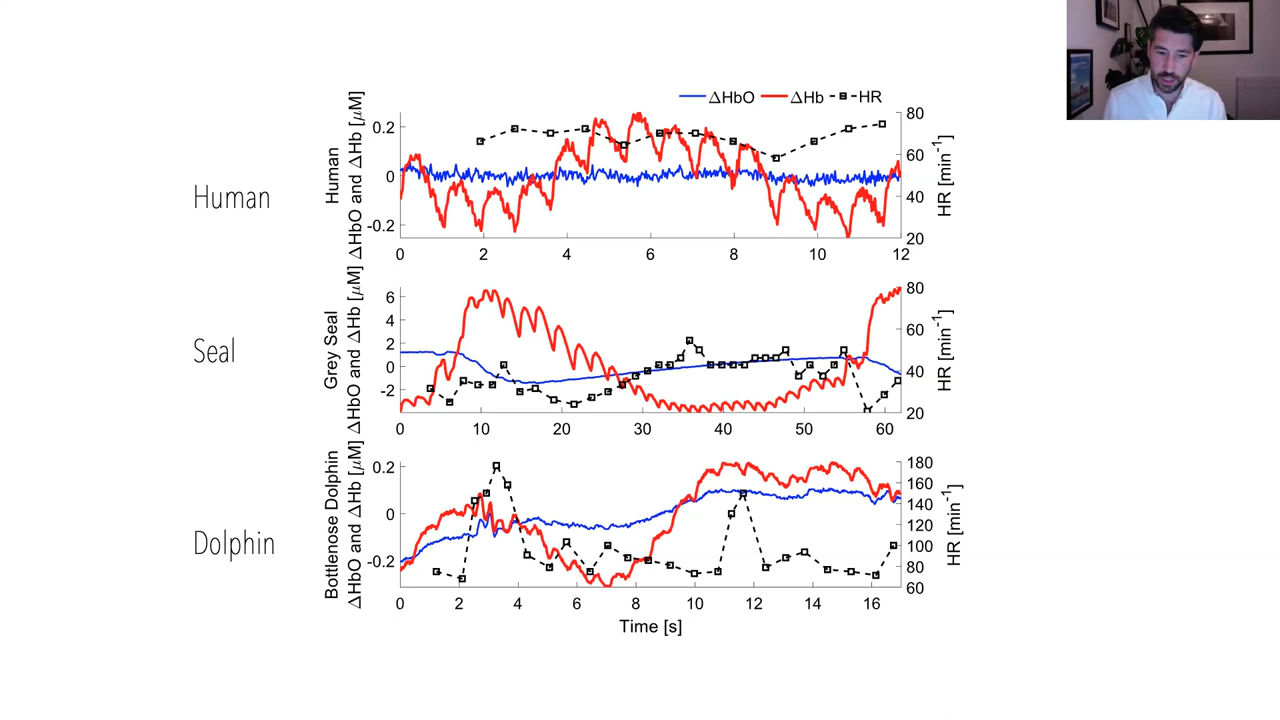 ΔHbO ΔHb HR
Human
Human
ΔHbO and ΔHb [μM]
0.2
0
-0.2
80
60
40
20
HR [min-1]
0 2 4 6 8 10 12
Seal
Grey Seal
ΔHbO and ΔHb [μM]
6
4
2
0
-2
80
60
40
20
HR [min-1]
0 10 20 30 40 50 60
Dolphin
Bottlenose Dolphin
ΔHbO and ΔHb [μM]
0.2
0
-0.2
180
160
140
120
100
80
60
HR [min-1]
0 2 4 6 8 10 12 14 16
Time [s]